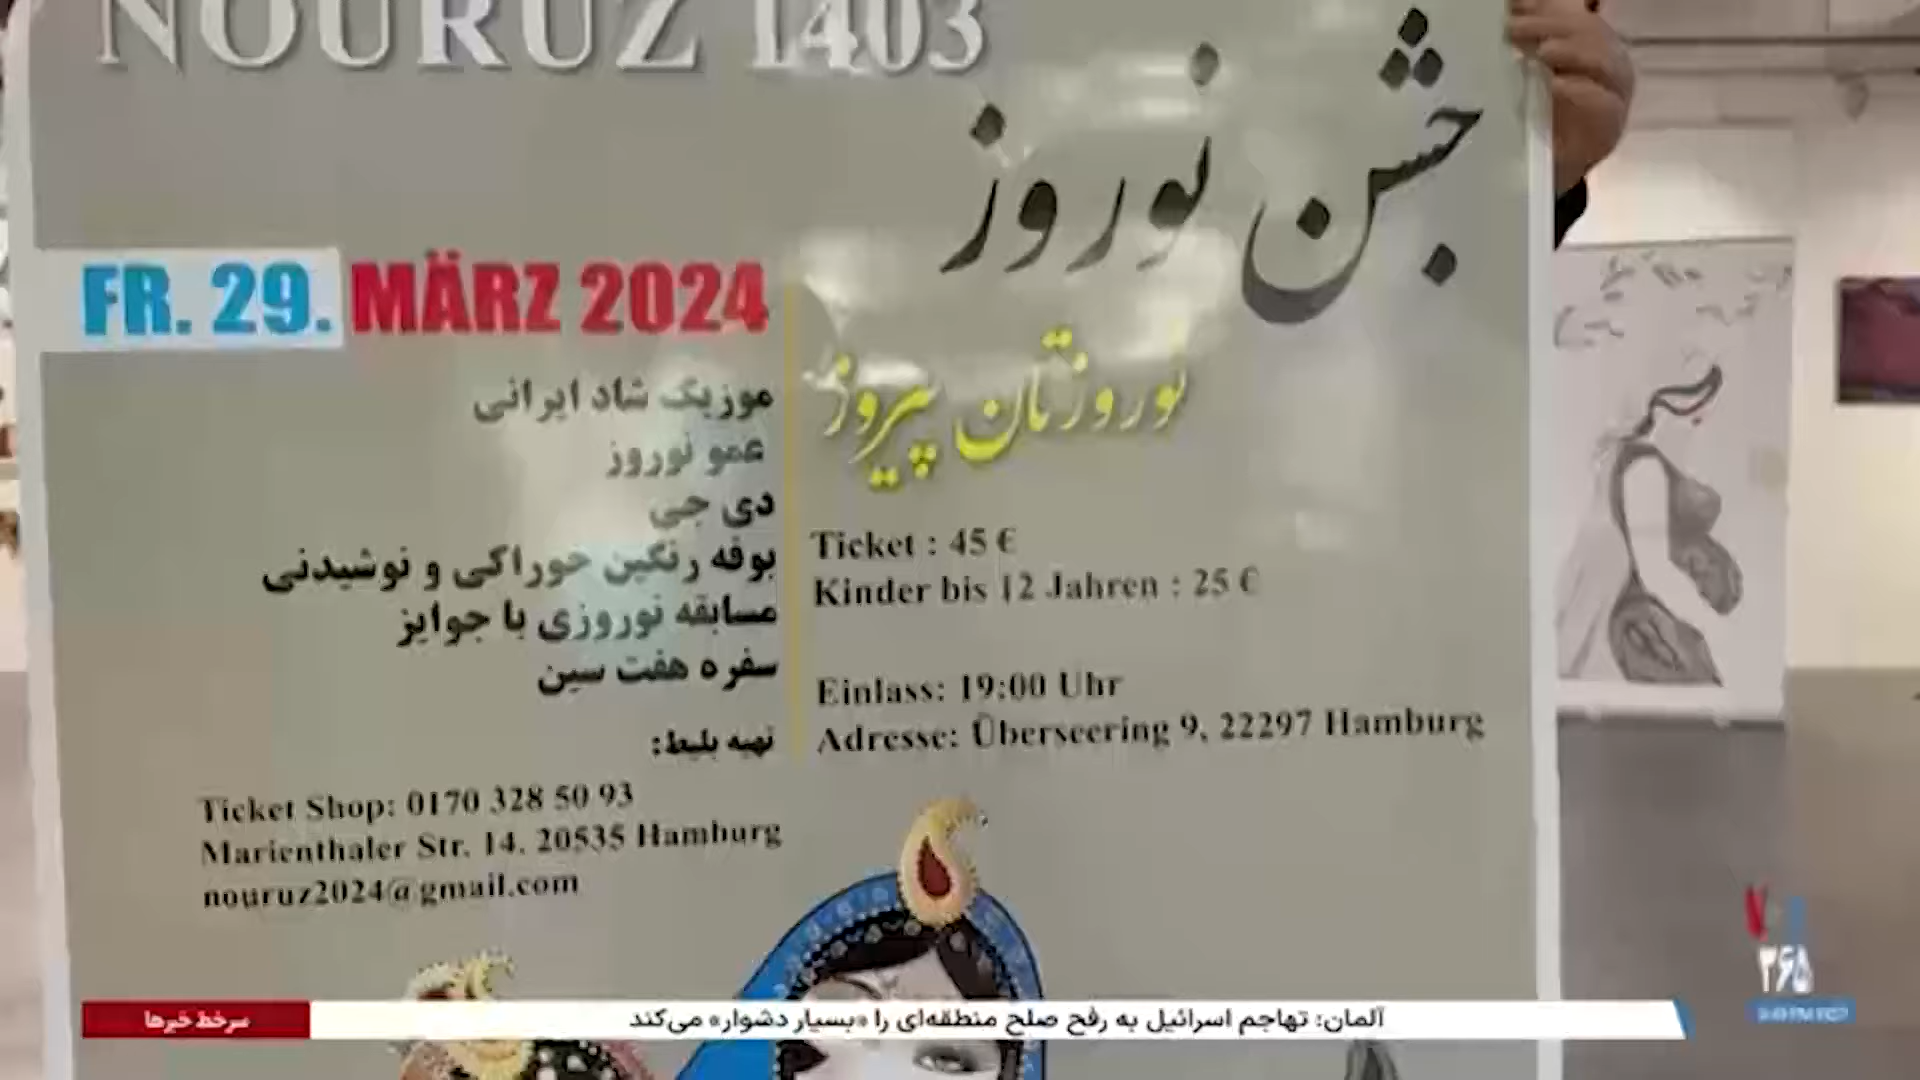 NOURUZ 1403
جشن نوروز
FR. 29. MÄRZ 2024
نوروزتان پیروز
موزیک شاد ایرانی
عمو نوروز
دی جی
بوفه رنگین خوراکی و نوشیدنی
مسابقه نوروزی با جوایز
سفره هفت سین
تهیه بلیط:
Ticket Shop: 0170 328 50 93
Marienthaler Str. 14. 20535 Hamburg
nouruz2024@gmail.com
Ticket : 45 €
Kinder bis 12 Jahren : 25 €
Einlass: 19:00 Uhr
Adresse: Überseering 9, 22297 Hamburg
۳۶۵
سرخط خبرها
آلمان: تهاجم اسرائیل به رفح صلح منطقه‌ای را «بسیار دشوار» می‌کند